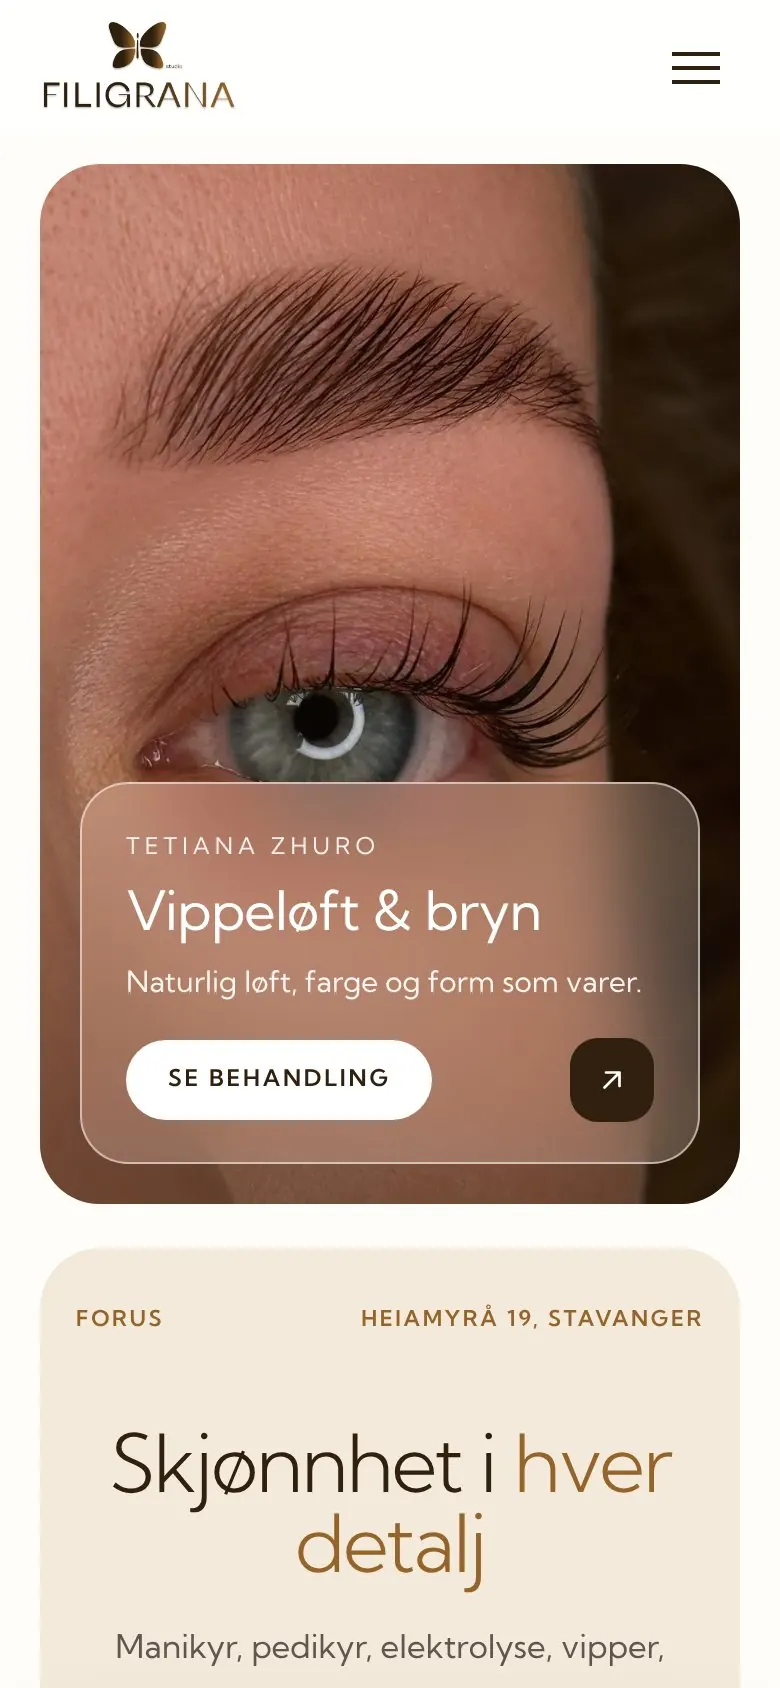 studio
FILIGRANA
TETIANA ZHURO
Vippeløft & bryn
Naturlig løft, farge og form som varer.
SE BEHANDLING
FORUS
HEIAMYRÅ 19, STAVANGER
Skjønnhet i hver
detalj
Manikyr, pedikyr, elektrolyse, vipper,